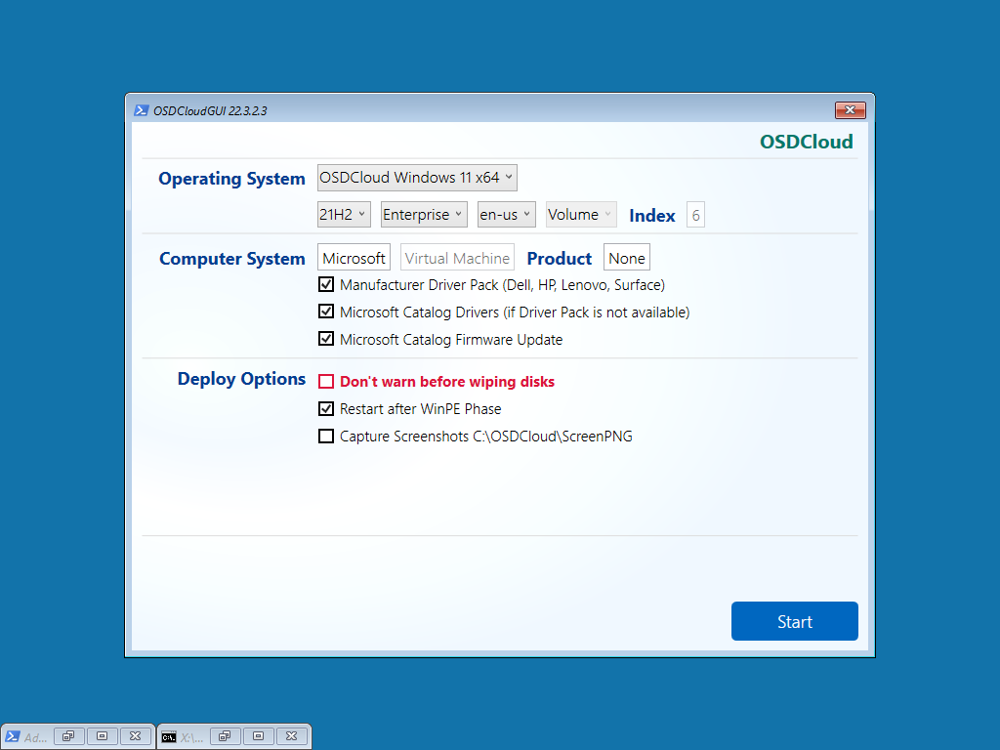 OSDCloudGUI 22.3.2.3
OSDCloud
Operating System OSDCloud Windows 11 x64
21H2 Enterprise en-us Volume Index 6
Computer System Microsoft Virtual Machine Product None
Manufacturer Driver Pack (Dell, HP, Lenovo, Surface)
Microsoft Catalog Drivers (if Driver Pack is not available)
Microsoft Catalog Firmware Update
Deploy Options Don't warn before wiping disks
Restart after WinPE Phase
Capture Screenshots C:\OSDCloud\ScreenPNG
Start
Ad... C:\. X:\...